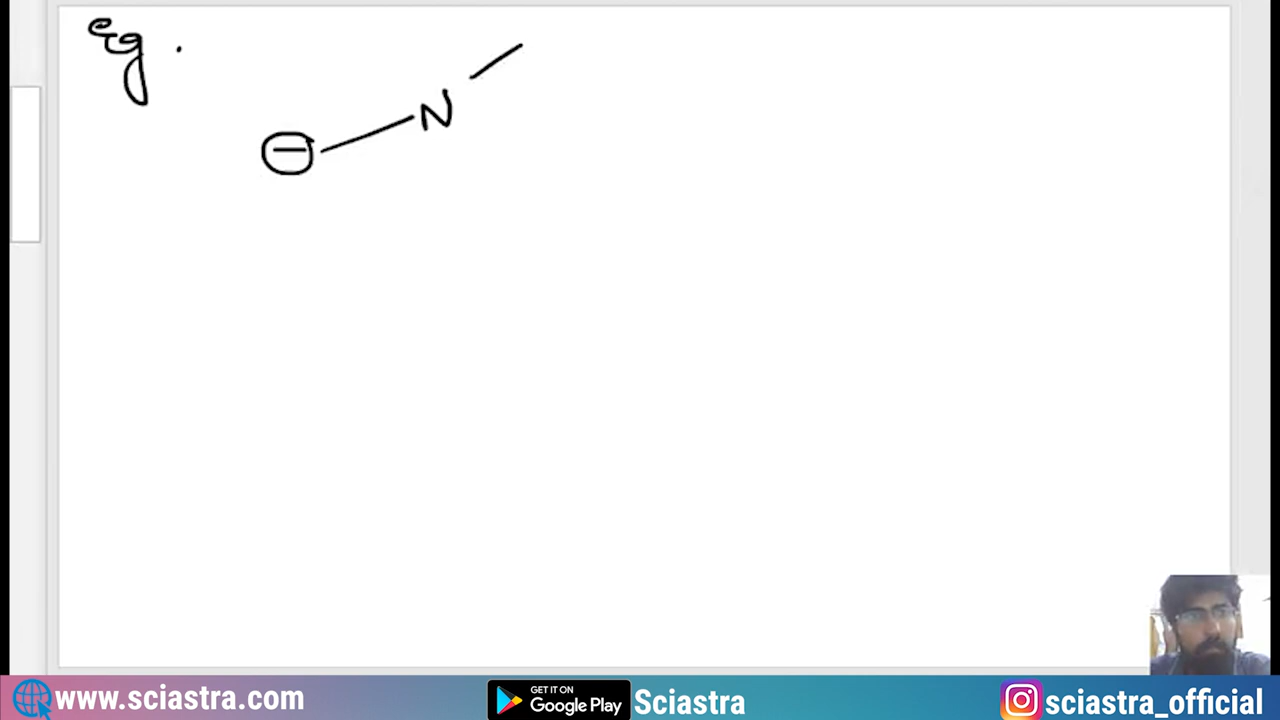 Eg .
⊖ N
www.sciastra.com
GET IT ON
Google Play
Sciastra
sciastra_official